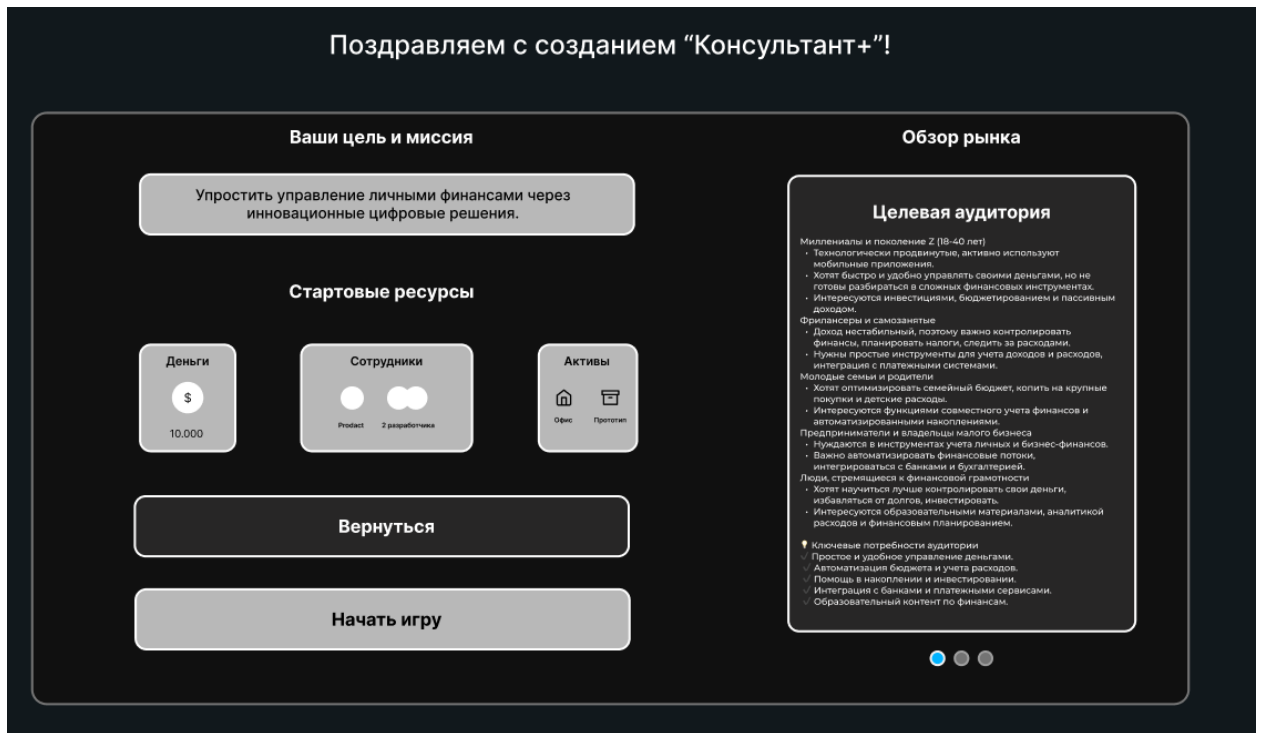 Поздравляем с созданием “Консультант+”!
Ваши цель и миссия
Упростить управление личными финансами через
инновационные цифровые решения.
Стартовые ресурсы
Деньги
$
10.000
Сотрудники
Prodact
2 разработчика
Активы
Офис
Прототип
Вернуться
Начать игру
Обзор рынка
Целевая аудитория
Миллениалы и поколение Z (18-40 лет)
• Технологически продвинутые, активно используют
мобильные приложения.
• Хотят быстро и удобно управлять своими деньгами, но не
готовы разбираться в сложных финансовых инструментах.
• Интересуются инвестициями, бюджетированием и пассивным
доходом.
Фрилансеры и самозанятые
• Доход нестабильный, поэтому важно контролировать
финансы, планировать налоги, следить за расходами.
• Нужны простые инструменты для учета доходов и расходов,
интеграция с платежными системами.
Молодые семьи и родители
• Хотят оптимизировать семейный бюджет, копить на крупные
покупки и детские расходы.
• Интересуются функциями совместного учета финансов и
автоматизированными накоплениями.
Предприниматели и владельцы малого бизнеса
• Нуждаются в инструментах учета личных и бизнес-финансов.
• Важно автоматизировать финансовые потоки,
интегрироваться с банками и бухгалтерией.
Люди, стремящиеся к финансовой грамотности
• Хотят научиться лучше контролировать свои деньги,
избавляться от долгов, инвестировать.
• Интересуются образовательными материалами, аналитикой
расходов и финансовым планированием.
💡 Ключевые потребности аудитории
✓ Простое и удобное управление деньгами.
✓ Автоматизация бюджета и учета расходов.
✓ Помощь в накоплении и инвестировании.
✓ Интеграция с банками и платежными сервисами.
✓ Образовательный контент по финансам.